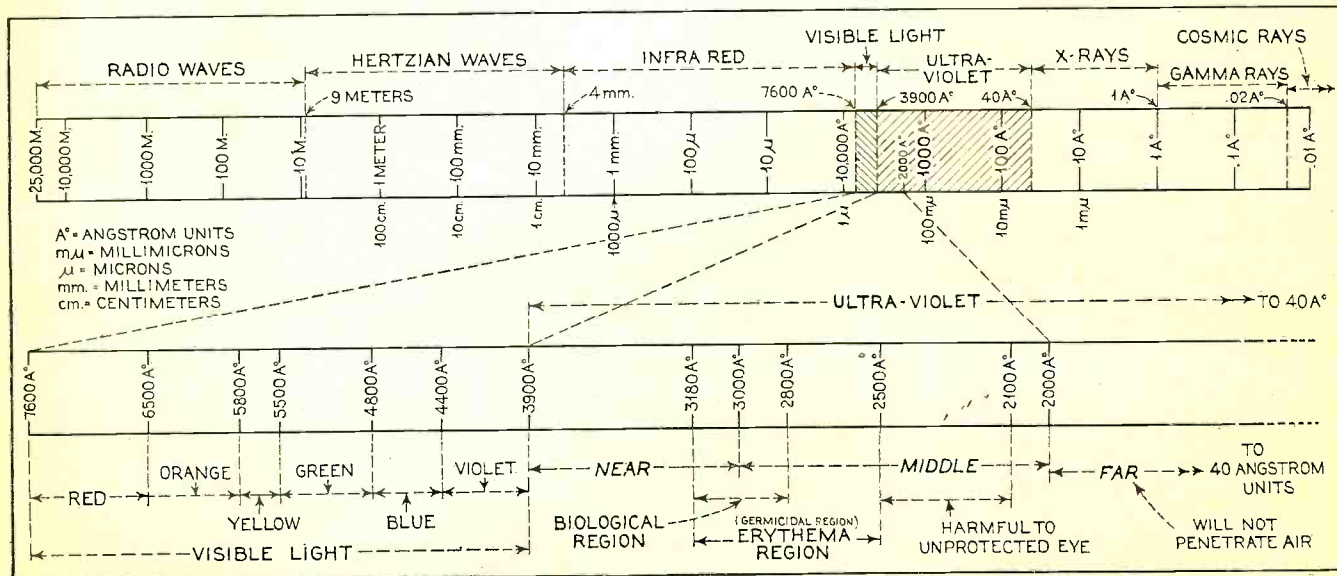 VISIBLE LIGHT
COSMIC RAYS
RADIO WAVES
HERTZIAN WAVES
INFRA RED
ULTRA-
VIOLET
X-RAYS
GAMMA RAYS
9 METERS
4 mm.
7600 A°
3900 A°
40 A°
1 A°
.02 A°
25,000 M.
10,000 M.
1000 M.
100 M.
10 M.
1 METER
100 mm.
10 mm.
1 mm.
100 μ
10 μ
10,000 A°
2000 A°
1000 A°
100 A°
10 A°
1 A°
.1 A°
.01 A°
100 cm.
10 cm.
1 cm.
1000 μ
1 μ
100 mμ
10 mμ
1 mμ
A° = ANGSTROM UNITS
mμ = MILLIMICRONS
μ = MICRONS
mm. = MILLIMETERS
cm. = CENTIMETERS
ULTRA-VIOLET
TO 40 A°
7600 A°
6500 A°
5800 A°
5500 A°
4800 A°
4400 A°
3900 A°
3180 A°
3000 A°
2800 A°
2500 A°
2100 A°
2000 A°
RED
ORANGE
YELLOW
GREEN
BLUE
VIOLET
NEAR
MIDDLE
FAR
TO
40 ANGSTROM
UNITS
VISIBLE LIGHT
BIOLOGICAL
REGION
(GERMICIDAL REGION)
ERYTHEMA
REGION
HARMFUL TO
UNPROTECTED EYE
WILL NOT
PENETRATE AIR